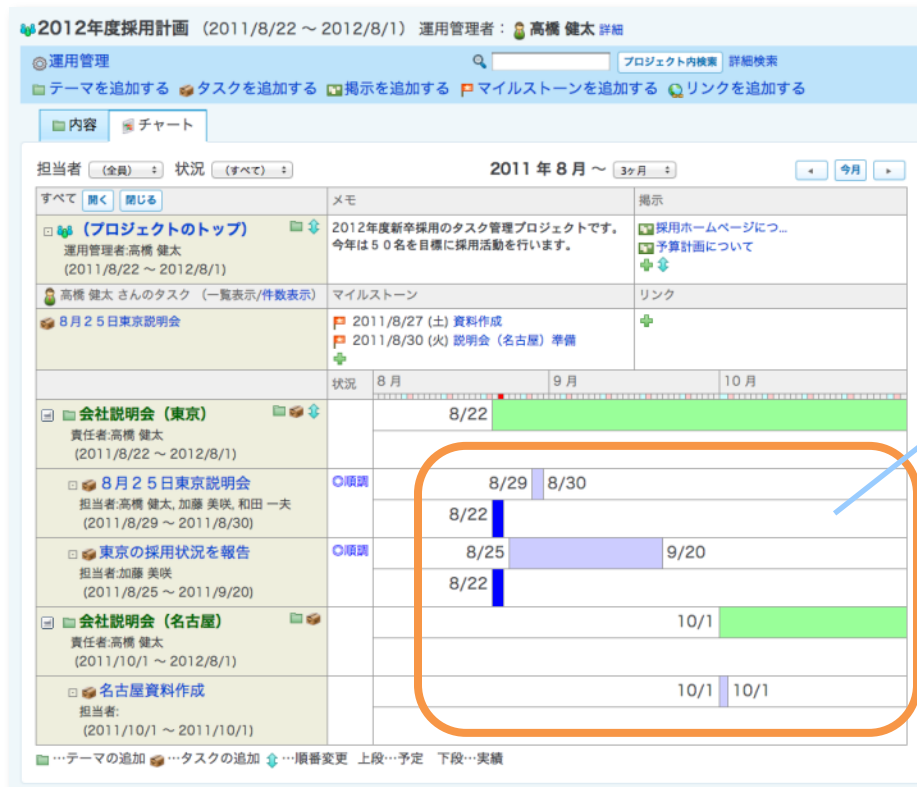 2012年度採用計画 (2011/8/22 ～ 2012/8/1) 運用管理者: 高橋 健太 詳細
運用管理 プロジェクト内検索 詳細検索
テーマを追加する タスクを追加する 掲示を追加する マイルストーンを追加する リンクを追加する
内容 チャート
担当者 (全員) 状況 (すべて) 2011 年 8 月 ～ 3ヶ月 今月
すべて 開く 閉じる メモ 掲示
(プロジェクトのトップ) 2012年度新卒採用のタスク管理プロジェクトです。 採用ホームページにつ...
運用管理者:高橋 健太 今年は５０名を目標に採用活動を行います。 予算計画について
(2011/8/22 ～ 2012/8/1)
高橋 健太 さんのタスク (一覧表示/件数表示) マイルストーン リンク
８月２５日東京説明会 2011/8/27 (土) 資料作成
2011/8/30 (火) 説明会（名古屋）準備
状況 8 月 9 月 10 月
会社説明会（東京） 8/22
責任者:高橋 健太
(2011/8/22 ～ 2012/8/1)
８月２５日東京説明会 ◎順調 8/29 8/30
担当者:高橋 健太, 加藤 美咲, 和田 一夫
(2011/8/29 ～ 2011/8/30) 8/22
東京の採用状況を報告 ◎順調 8/25 9/20
担当者:加藤 美咲
(2011/8/25 ～ 2011/9/20) 8/22
会社説明会（名古屋） 10/1
責任者:高橋 健太
(2011/10/1 ～ 2012/8/1)
名古屋資料作成 10/1 10/1
担当者:
(2011/10/1 ～ 2011/10/1)
…テーマの追加 …タスクの追加 …順番変更 上段…予定 下段…実績